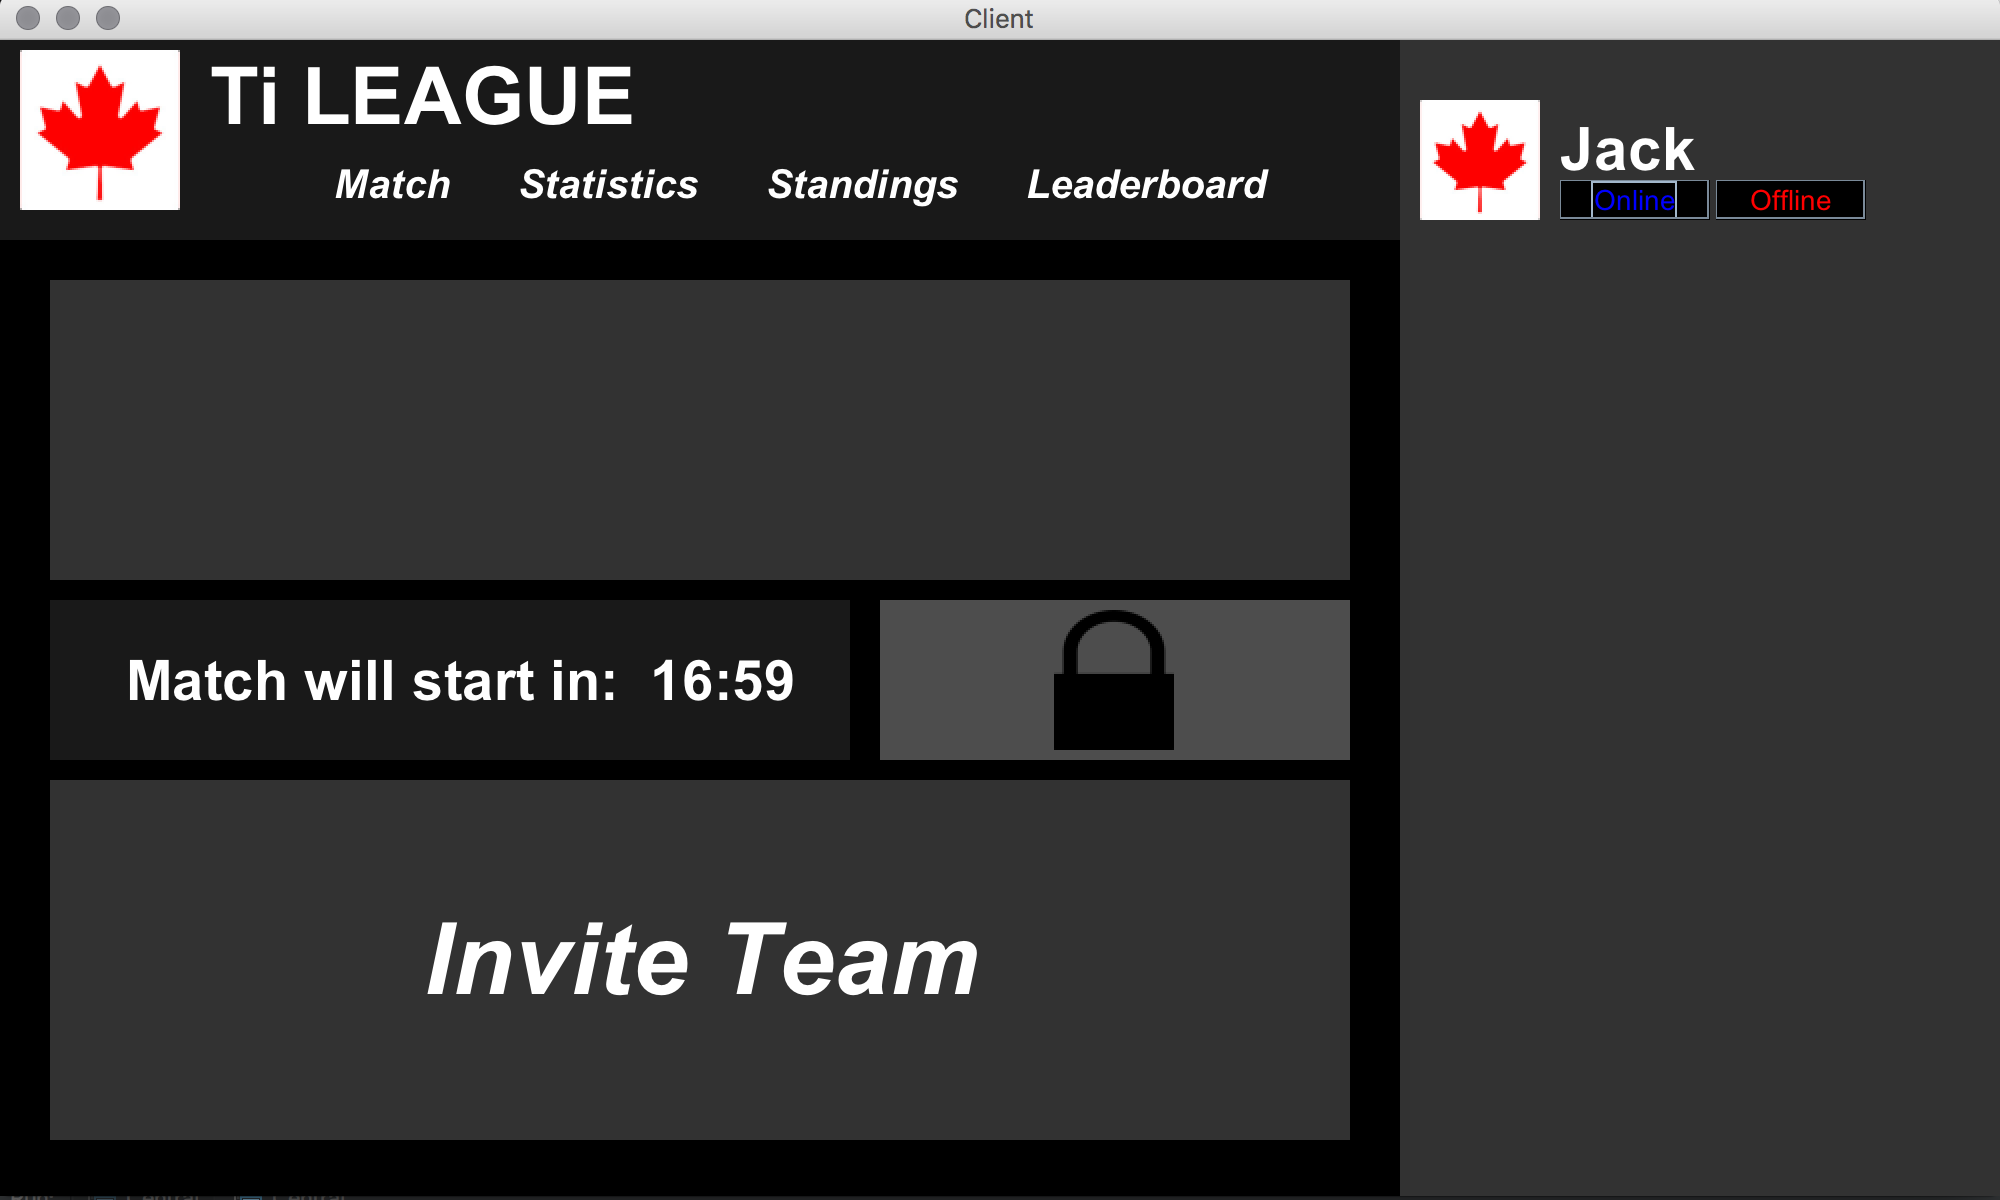 Client
Ti LEAGUE
Match Statistics Standings Leaderboard
Jack
Online Offline
Match will start in: 16:59
Invite Team